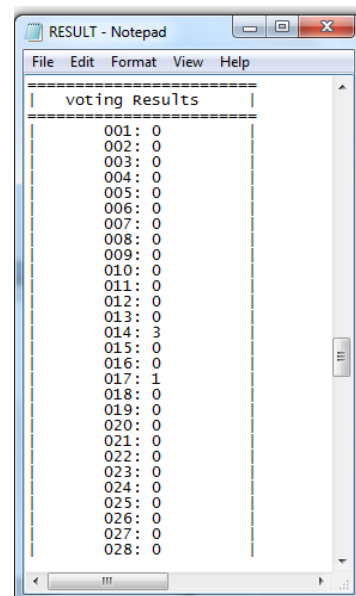 RESULT - Notepad
File Edit Format View Help
=========================
| voting Results |
=========================
| 001: 0 |
| 002: 0 |
| 003: 0 |
| 004: 0 |
| 005: 0 |
| 006: 0 |
| 007: 0 |
| 008: 0 |
| 009: 0 |
| 010: 0 |
| 011: 0 |
| 012: 0 |
| 013: 0 |
| 014: 3 |
| 015: 0 |
| 016: 0 |
| 017: 1 |
| 018: 0 |
| 019: 0 |
| 020: 0 |
| 021: 0 |
| 022: 0 |
| 023: 0 |
| 024: 0 |
| 025: 0 |
| 026: 0 |
| 027: 0 |
| 028: 0 |